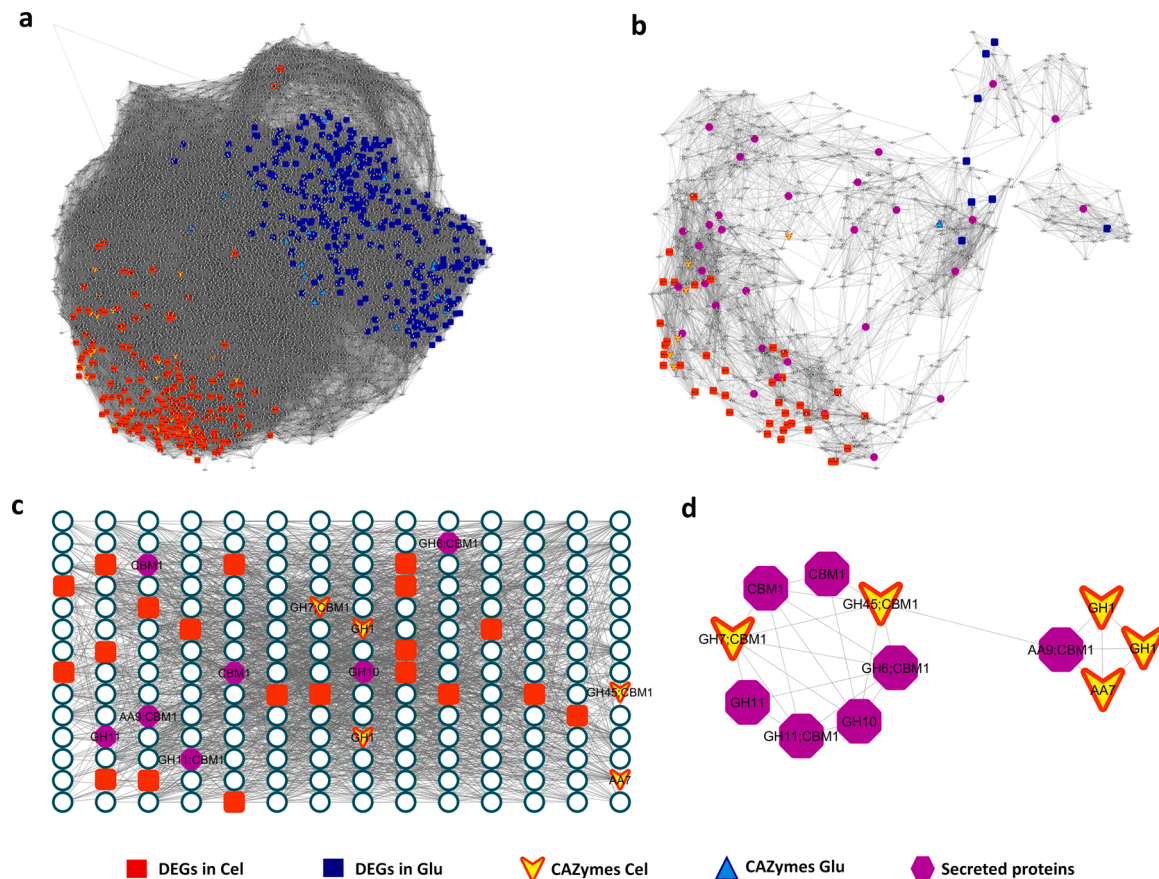 a
b
c
GH6;CBM1
CBM1
GH7;CBM1
GH1
CBM1
GH10
GH45;CBM1
AA9;CBM1
GH11
GH1
GH11;CBM1
AA7
d
CBM1
CBM1
GH45;CBM1
GH1
GH7;CBM1
AA9;CBM1
GH1
GH6;CBM1
AA7
GH11
GH10
GH11;CBM1
DEGs in Cel
DEGs in Glu
CAZymes Cel
CAZymes Glu
Secreted proteins